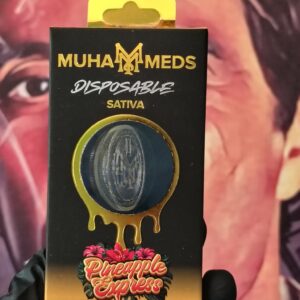 MUHA MEDS
DISPOSABLE
SATIVA
Pineapple
Express